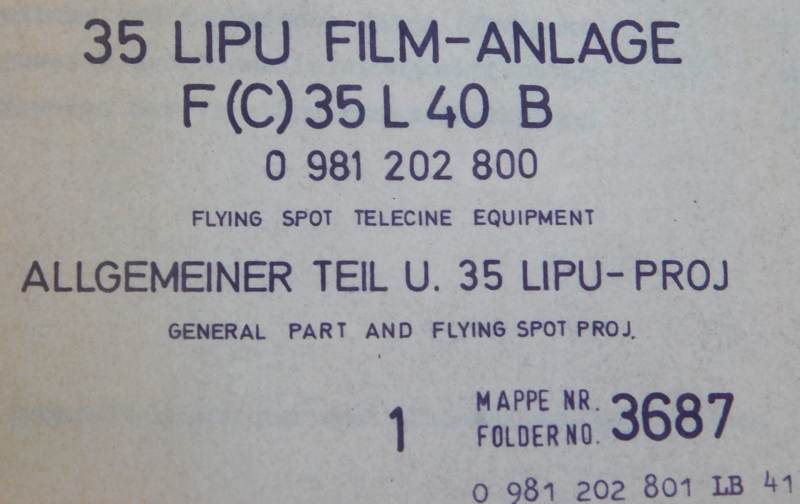 35 LIPU FILM-ANLAGE
F(C)35 L 40 B
0 981 202 800
FLYING SPOT TELECINE EQUIPMENT
ALLGEMEINER TEIL U. 35 LIPU-PROJ
GENERAL PART AND FLYING SPOT PROJ.
1
MAPPE NR.
FOLDER NO.
3687
0 981 202 801 LB 41